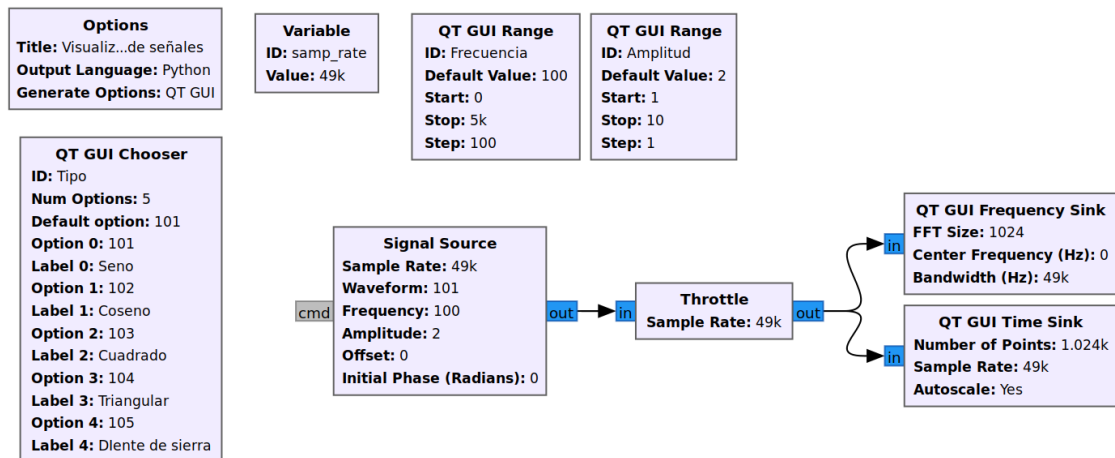 Options
Title: Visualiz...de señales
Output Language: Python
Generate Options: QT GUI
Variable
ID: samp_rate
Value: 49k
QT GUI Range
ID: Frecuencia
Default Value: 100
Start: 0
Stop: 5k
Step: 100
QT GUI Range
ID: Amplitud
Default Value: 2
Start: 1
Stop: 10
Step: 1
QT GUI Chooser
ID: Tipo
Num Options: 5
Default option: 101
Option 0: 101
Label 0: Seno
Option 1: 102
Label 1: Coseno
Option 2: 103
Label 2: Cuadrado
Option 3: 104
Label 3: Triangular
Option 4: 105
Label 4: DIente de sierra
cmd
Signal Source
Sample Rate: 49k
Waveform: 101
Frequency: 100
Amplitude: 2
Offset: 0
Initial Phase (Radians): 0
out
in
Throttle
Sample Rate: 49k
out
in
QT GUI Frequency Sink
FFT Size: 1024
Center Frequency (Hz): 0
Bandwidth (Hz): 49k
in
QT GUI Time Sink
Number of Points: 1.024k
Sample Rate: 49k
Autoscale: Yes